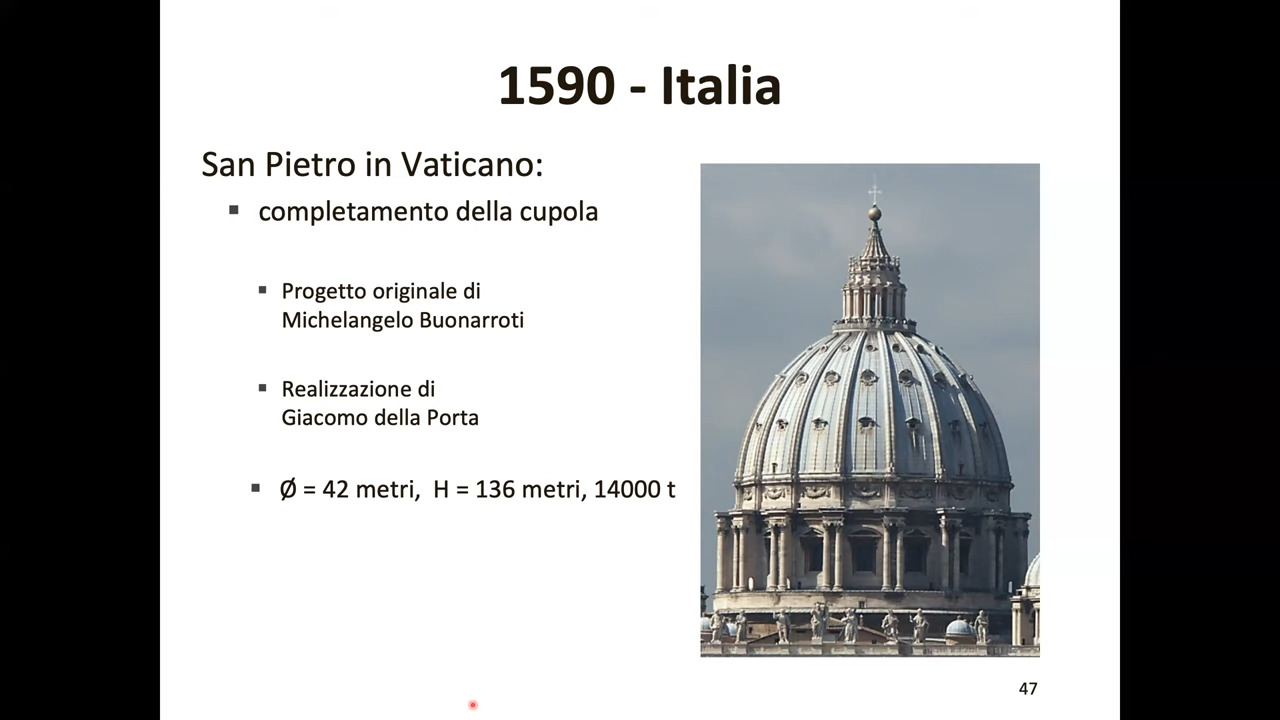 1590 - Italia
San Pietro in Vaticano:
▪ completamento della cupola
▪ Progetto originale di
Michelangelo Buonarroti
▪ Realizzazione di
Giacomo della Porta
▪ Ø = 42 metri, H = 136 metri, 14000 t
47